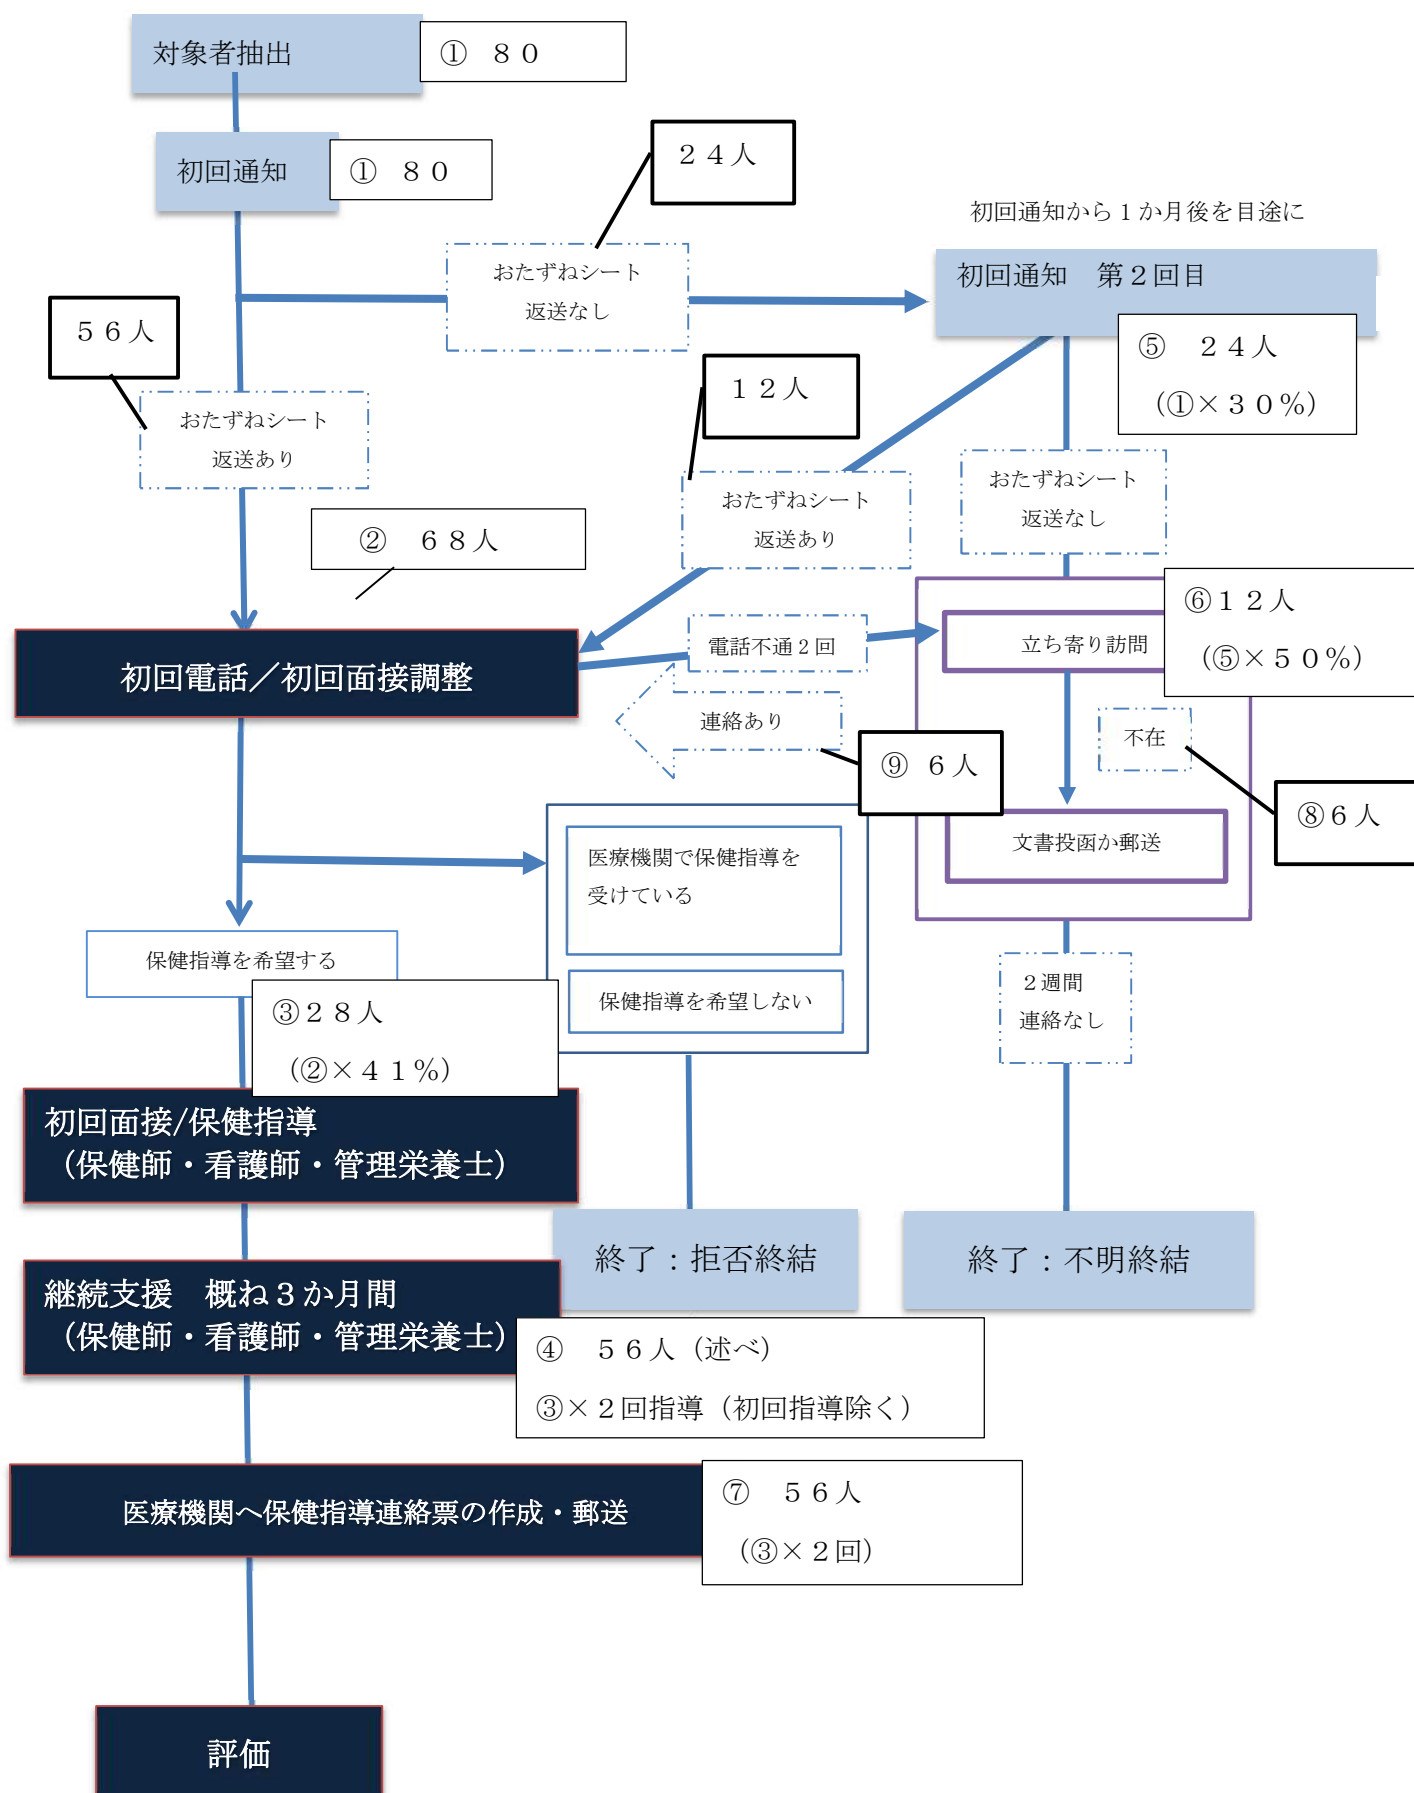 対象者抽出
① ８０
初回通知
① ８０
２４人
初回通知から１か月後を目途に
初回通知　第２回目
おたずねシート
返送なし
５６人
⑤　２４人
（①×３０％）
１２人
おたずねシート
返送あり
おたずねシート
返送あり
おたずねシート
返送なし
②　６８人
⑥１２人
（⑤×５０％）
初回電話／初回面接調整
電話不通２回
立ち寄り訪問
連絡あり
不在
⑨ ６人
⑧６人
文書投函か郵送
医療機関で保健指導を
受けている
保健指導を希望する
保健指導を希望しない
２週間
連絡なし
③２８人
（②×４１％）
初回面接/保健指導
（保健師・看護師・管理栄養士）
終了：拒否終結
終了：不明終結
継続支援　概ね３か月間
（保健師・看護師・管理栄養士）
④　５６人（述べ）
③×２回指導（初回指導除く）
医療機関へ保健指導連絡票の作成・郵送
⑦　５６人
（③×２回）
評価